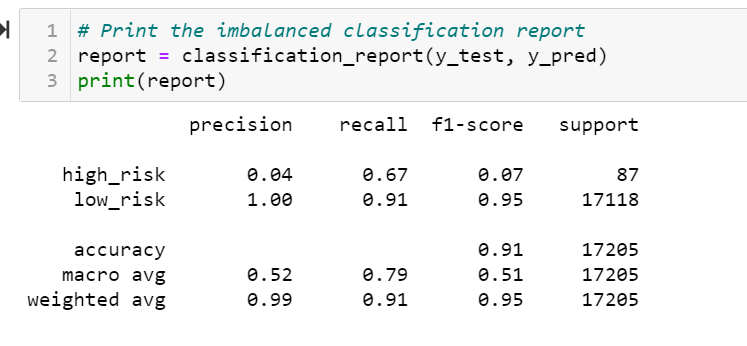 1 # Print the imbalanced classification report
2 report = classification_report(y_test, y_pred)
3 print(report)
precision recall f1-score support
high_risk 0.04 0.67 0.07 87
low_risk 1.00 0.91 0.95 17118
accuracy 0.91 17205
macro avg 0.52 0.79 0.51 17205
weighted avg 0.99 0.91 0.95 17205